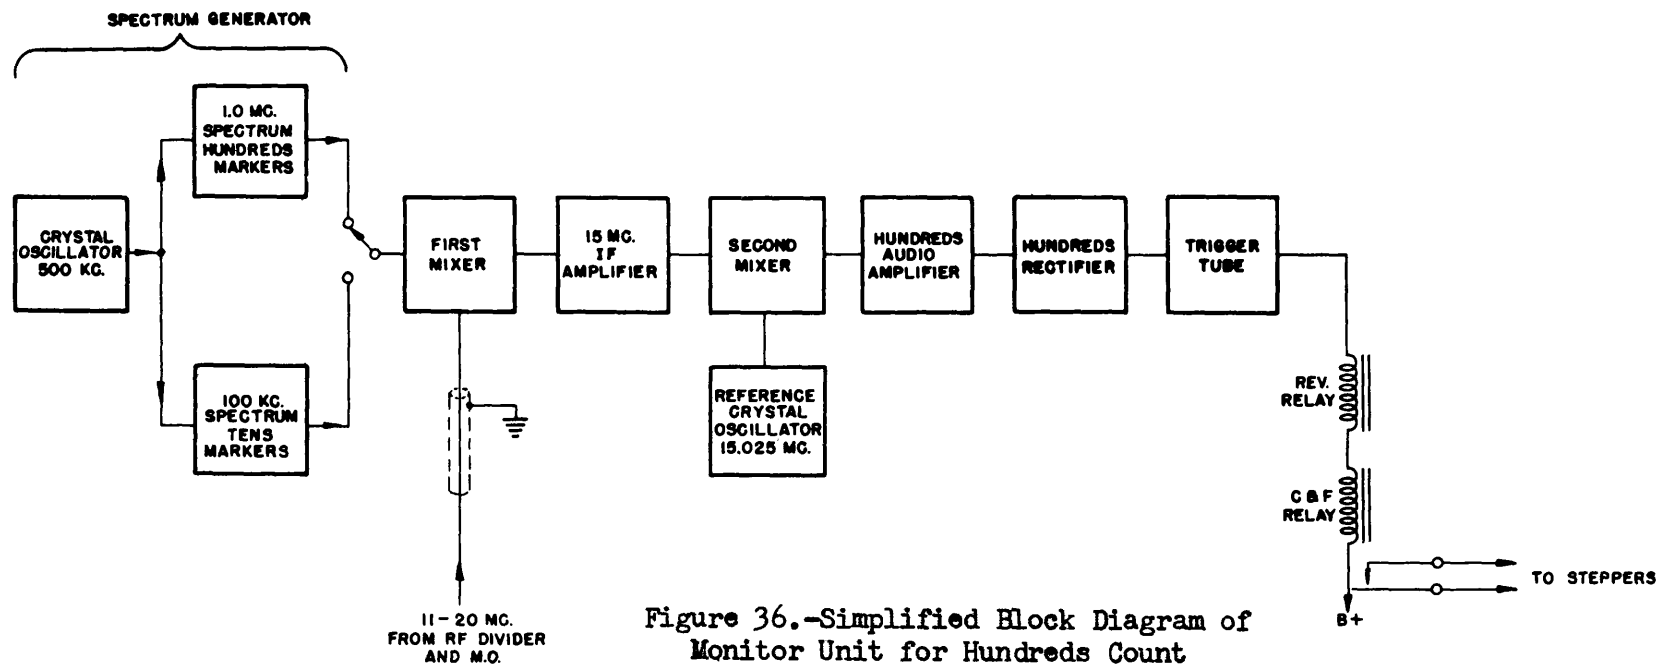 SPECTRUM GENERATOR
1.0 MC.
SPECTRUM
HUNDREDS
MARKERS
CRYSTAL
OSCILLATOR
500 KC.
100 KC.
SPECTRUM
TENS
MARKERS
FIRST
MIXER
15 MC.
IF
AMPLIFIER
SECOND
MIXER
HUNDREDS
AUDIO
AMPLIFIER
HUNDREDS
RECTIFIER
TRIGGER
TUBE
REFERENCE
CRYSTAL
OSCILLATOR
15.025 MC.
REV.
RELAY
C & F
RELAY
TO STEPPERS
B+
11-20 MC.
FROM RF DIVIDER
AND M.O.
Figure 36.-Simplified Block Diagram of
Monitor Unit for Hundreds Count